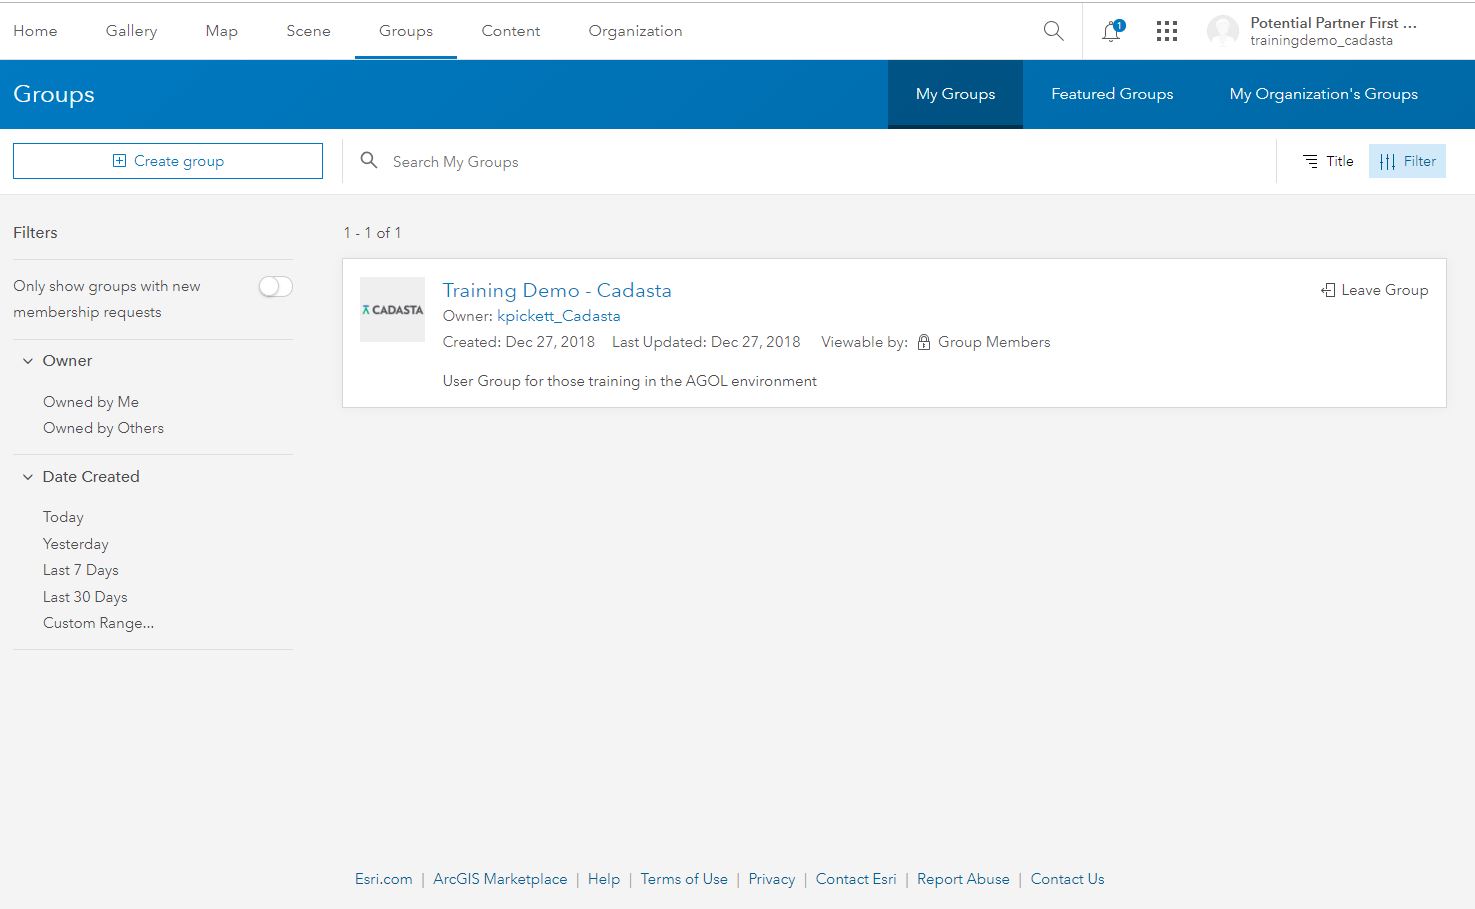 Home Gallery Map Scene Groups Content Organization 1 Potential Partner First ...
trainingdemo_cadasta
Groups My Groups Featured Groups My Organization's Groups
Create group Search My Groups Title Filter
Filters
1 - 1 of 1
Only show groups with new
membership requests
Owner
Owned by Me
Owned by Others
Date Created
Today
Yesterday
Last 7 Days
Last 30 Days
Custom Range...
CADASTA
Training Demo - Cadasta Leave Group
Owner: kpickett_Cadasta
Created: Dec 27, 2018 Last Updated: Dec 27, 2018 Viewable by: Group Members
User Group for those training in the AGOL environment
Esri.com | ArcGIS Marketplace | Help | Terms of Use | Privacy | Contact Esri | Report Abuse | Contact Us